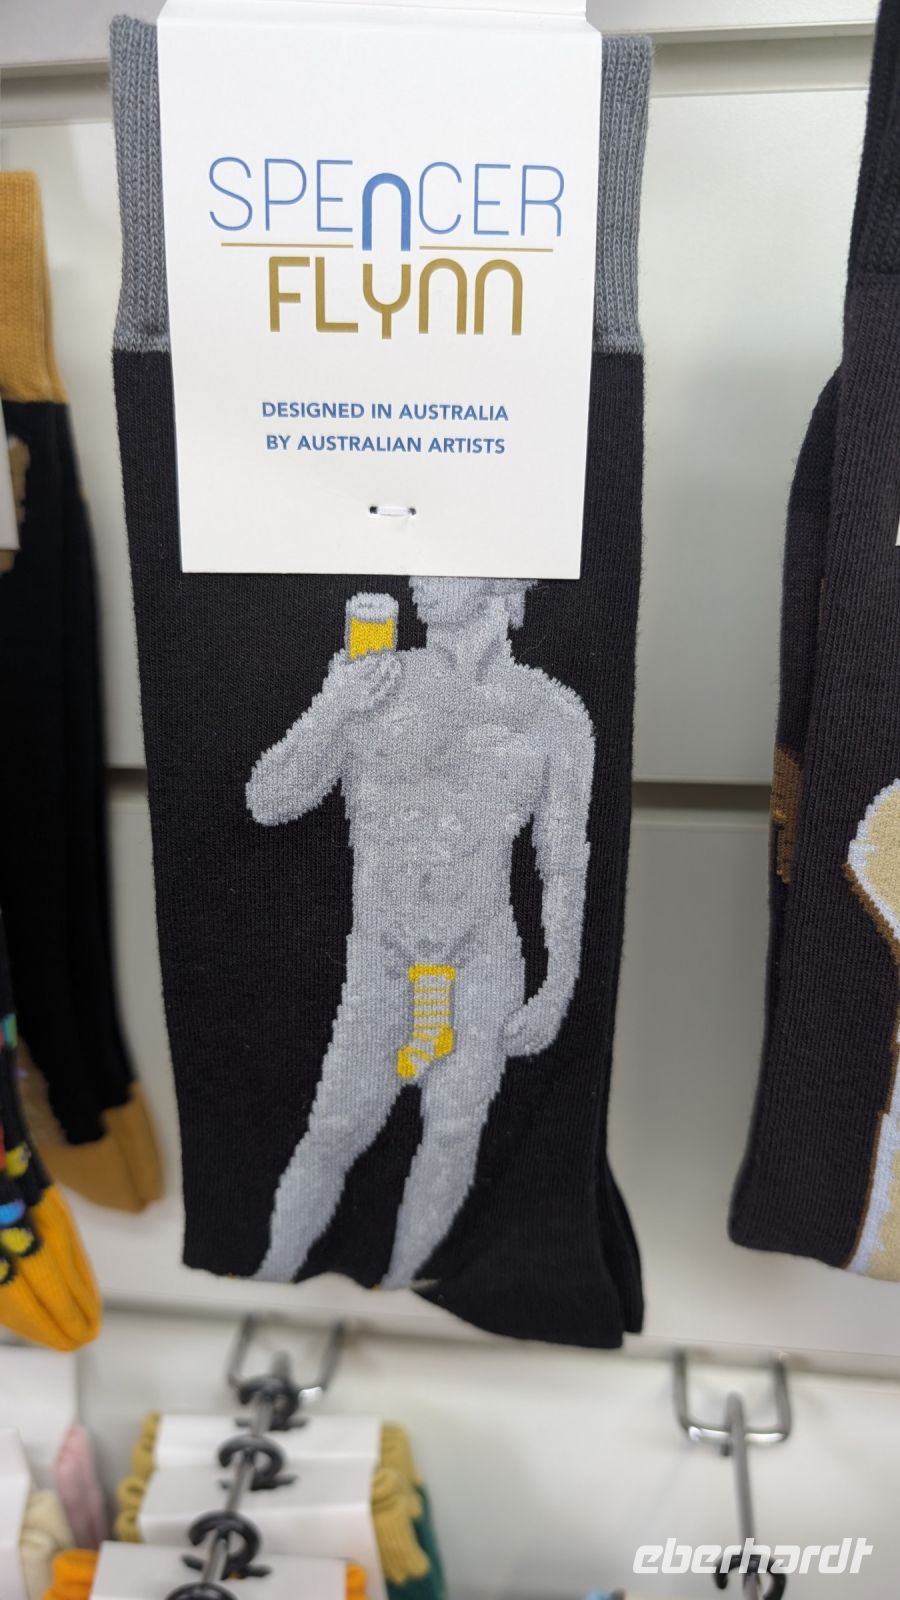 SPENCER
FLYNN
DESIGNED IN AUSTRALIA
BY AUSTRALIAN ARTISTS
eberhardt